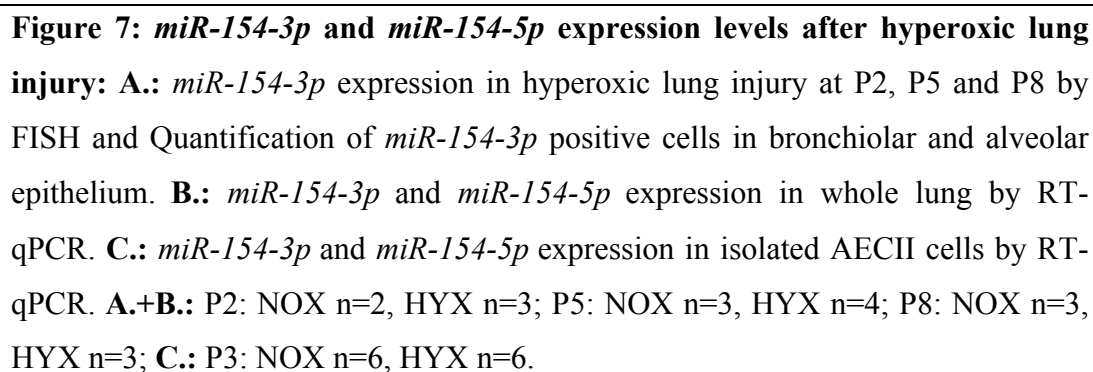 Figure 7: miR-154-3p and miR-154-5p expression levels after hyperoxic lung
injury: A.: miR-154-3p expression in hyperoxic lung injury at P2, P5 and P8 by
FISH and Quantification of miR-154-3p positive cells in bronchiolar and alveolar
epithelium. B.: miR-154-3p and miR-154-5p expression in whole lung by RT-
qPCR. C.: miR-154-3p and miR-154-5p expression in isolated AECII cells by RT-
qPCR. A.+B.: P2: NOX n=2, HYX n=3; P5: NOX n=3, HYX n=4; P8: NOX n=3,
HYX n=3; C.: P3: NOX n=6, HYX n=6.